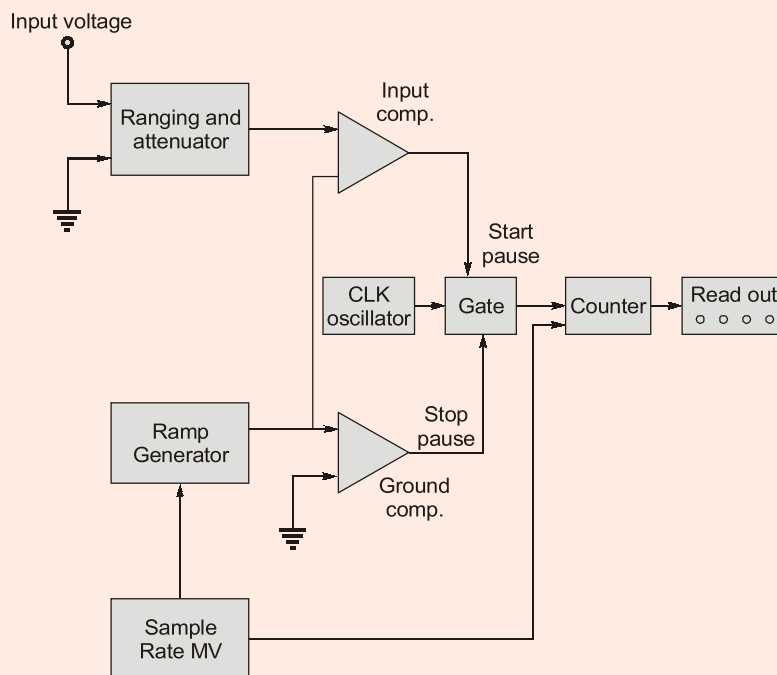 Input voltage
Ranging and
attenuator
Input
comp.
Start
pause
CLK
oscillator
Gate
Counter
Read out
Ramp
Generator
Stop
pause
Ground
comp.
Sample
Rate MV